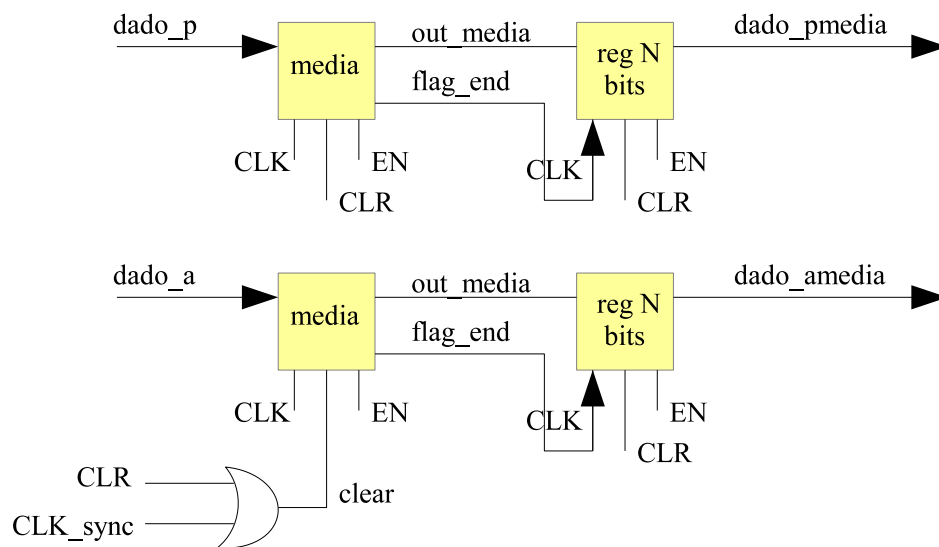 dado_p
media
out_media
flag_end
reg N
bits
dado_pmedia
CLK
EN
CLR
CLK
EN
CLR
dado_a
media
out_media
flag_end
reg N
bits
dado_amedia
CLK
EN
CLK
EN
CLR
CLR
clear
CLK_sync